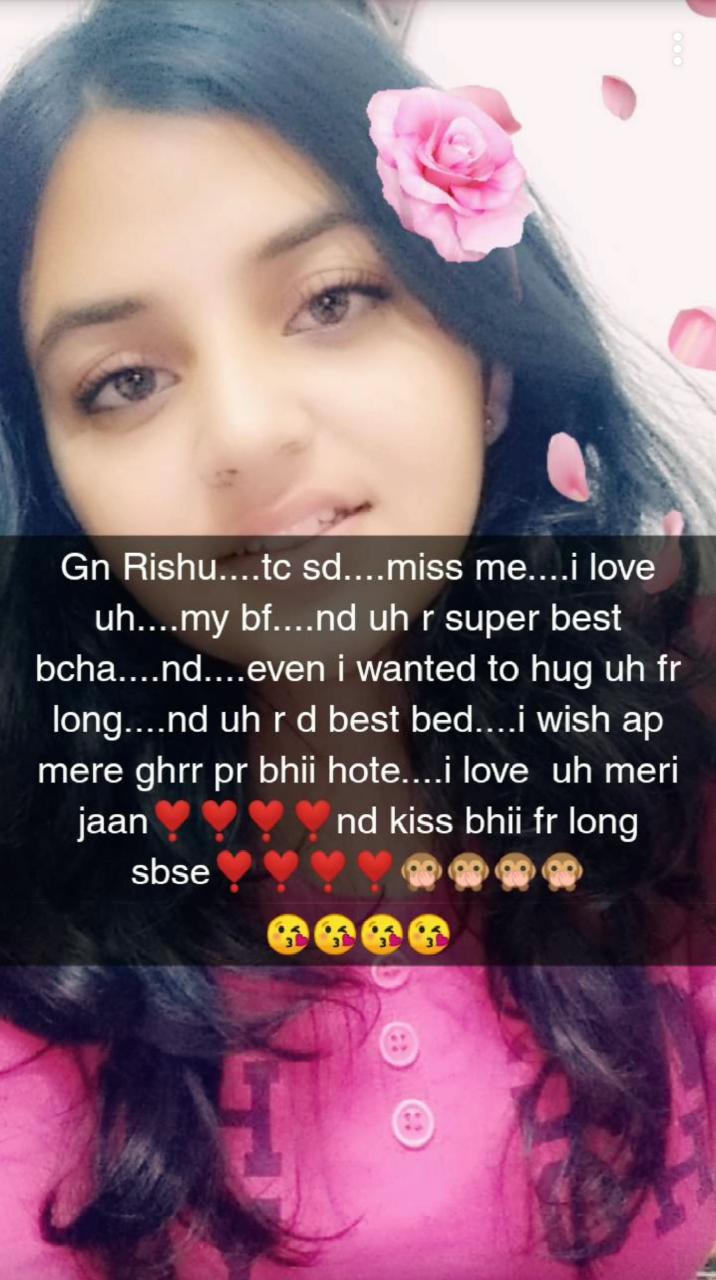 Gn Rishu....tc sd....miss me....i love
uh....my bf....nd uh r super best
bcha....nd....even i wanted to hug uh fr
long....nd uh r d best bed....i wish ap
mere ghrr pr bhii hote....i love  uh meri
jaan❣❣❣❣nd kiss bhii fr long
sbse❣❣❣❣🙊🙊🙊🙊
😘😘😘😘